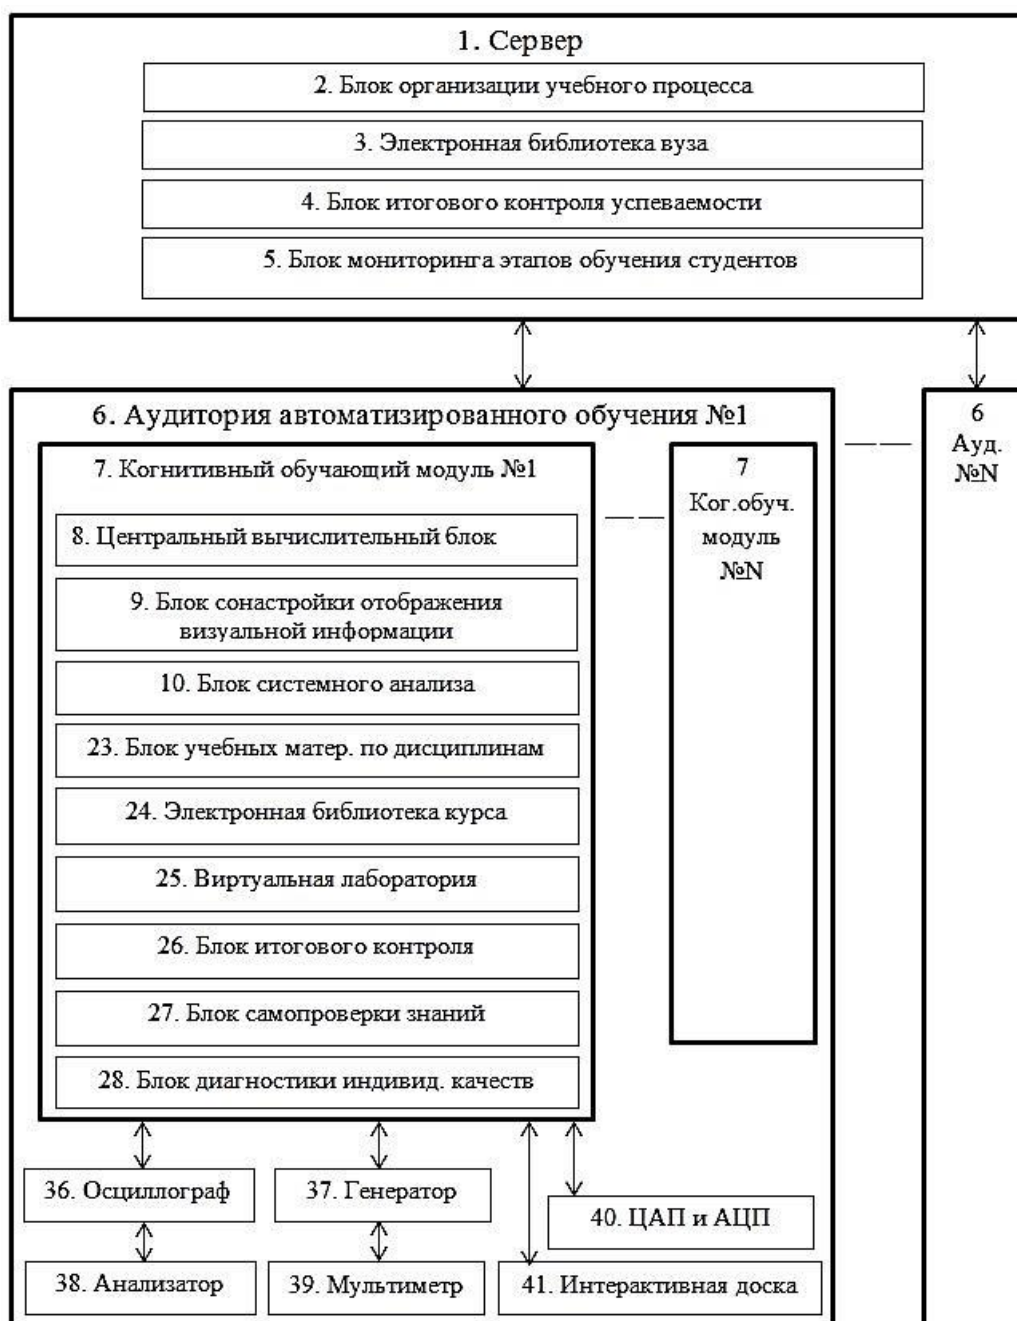 1. Сервер
2. Блок организации учебного процесса
3. Электронная библиотека вуза
4. Блок итогового контроля успеваемости
5. Блок мониторинга этапов обучения студентов
6. Аудитория автоматизированного обучения №1
7. Когнитивный обучающий модуль №1
8. Центральный вычислительный блок
9. Блок сонастройки отображения
визуальной информации
10. Блок системного анализа
23. Блок учебных матер. по дисциплинам
24. Электронная библиотека курса
25. Виртуальная лаборатория
26. Блок итогового контроля
27. Блок самопроверки знаний
28. Блок диагностики индивид. качеств
7
Ког.обуч.
модуль
№N
6
Ауд.
№N
36. Осциллограф
37. Генератор
40. ЦАП и АЦП
38. Анализатор
39. Мультиметр
41. Интерактивная доска